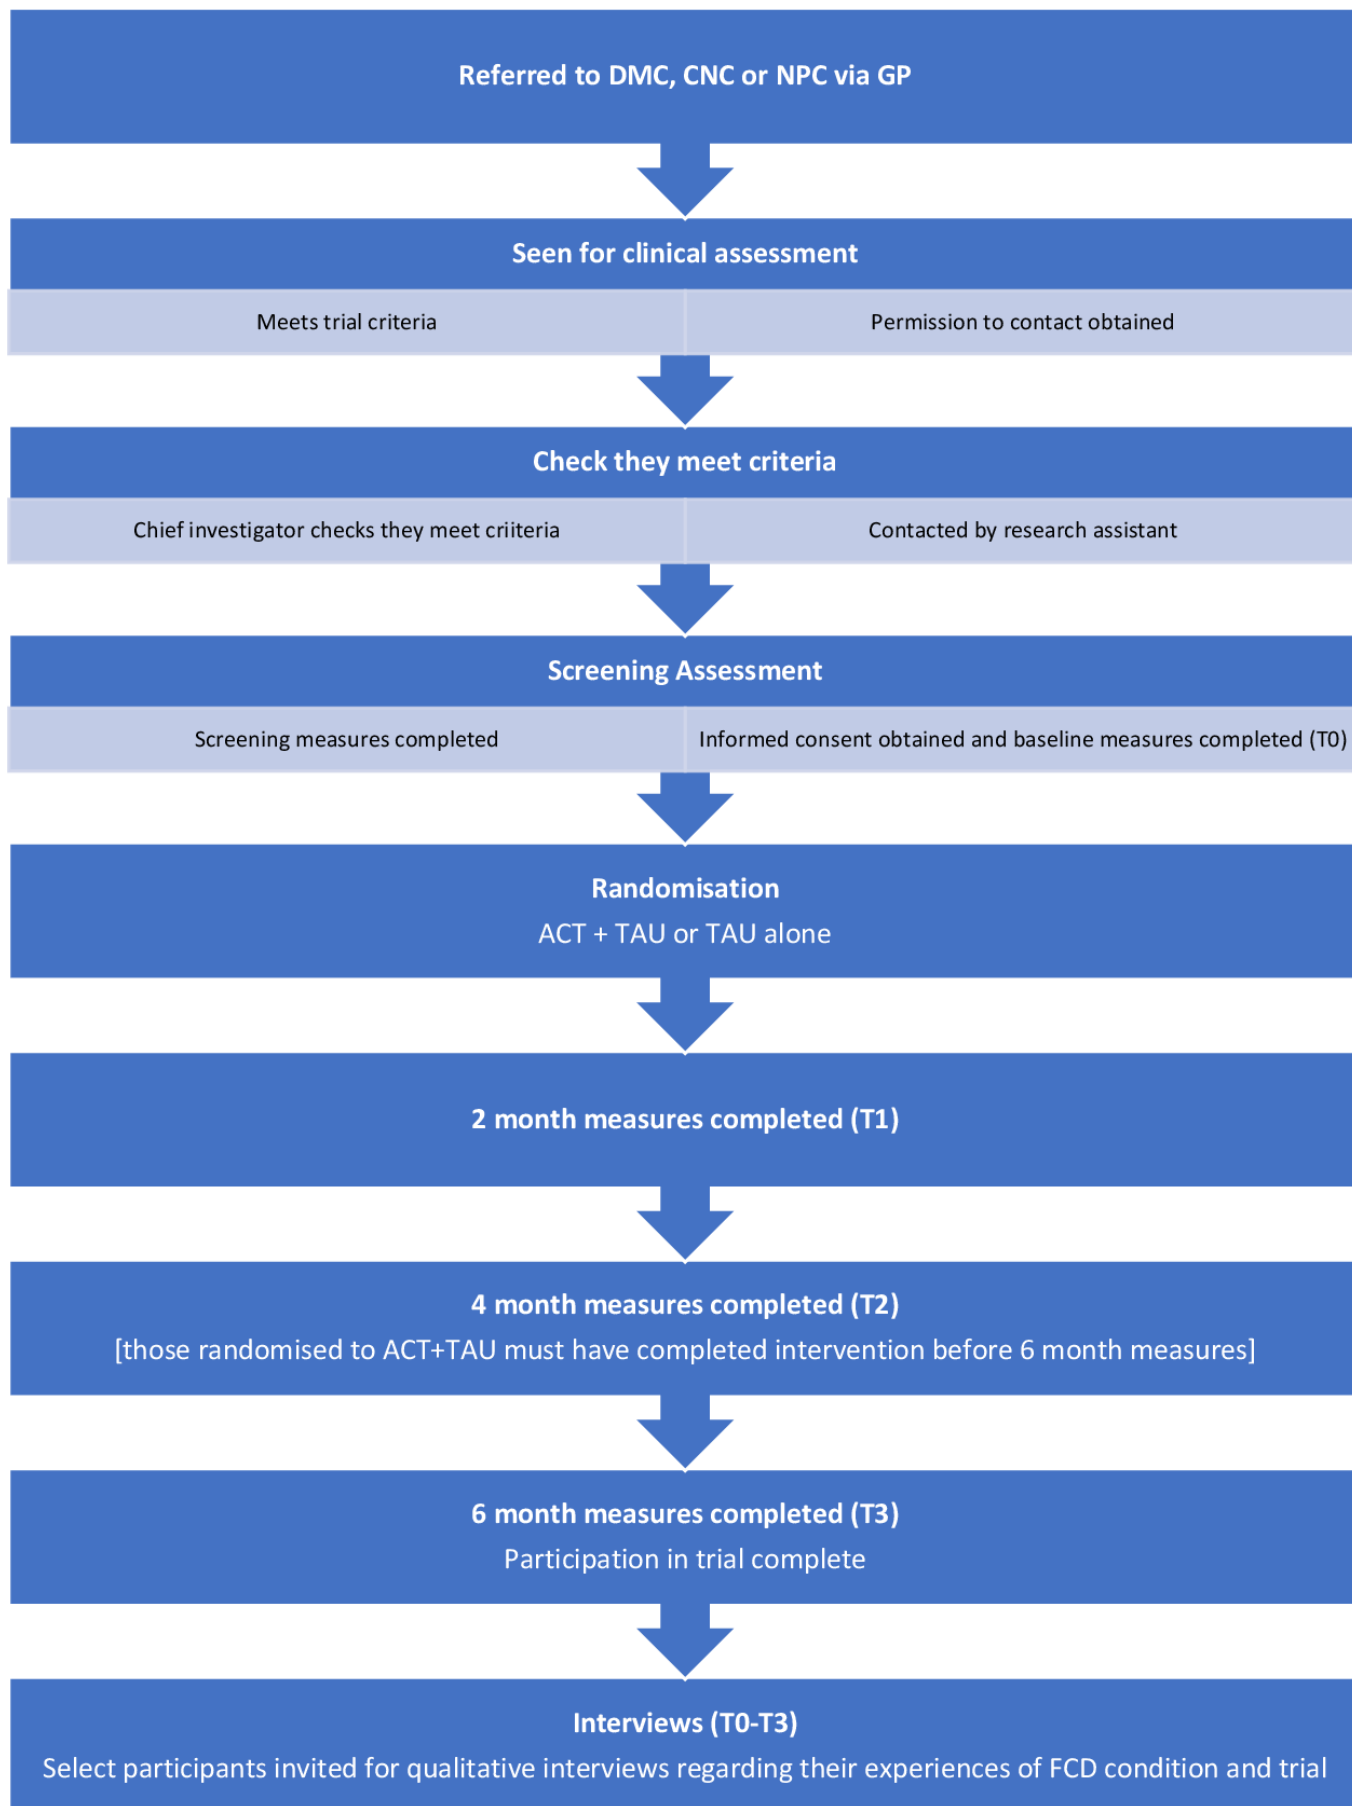 Referred to DMC, CNC or NPC via GP
Seen for clinical assessment
Meets trial criteria
Permission to contact obtained
Check they meet criteria
Chief investigator checks they meet criiteria
Contacted by research assistant
Screening Assessment
Screening measures completed
Informed consent obtained and baseline measures completed (T0)
Randomisation
ACT + TAU or TAU alone
2 month measures completed (T1)
4 month measures completed (T2)
[those randomised to ACT+TAU must have completed intervention before 6 month measures]
6 month measures completed (T3)
Participation in trial complete
Interviews (T0-T3)
Select participants invited for qualitative interviews regarding their experiences of FCD condition and trial